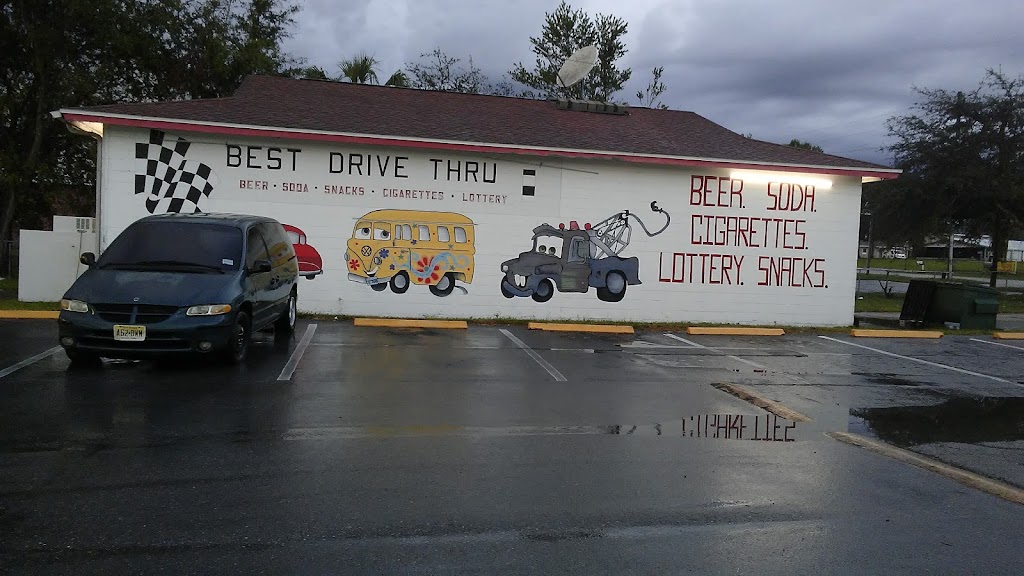 BEST DRIVE THRU
BEER · SODA · SNACKS · CIGARETTES · LOTTERY
BEER. SODA.
CIGARETTES.
LOTTERY. SNACKS.